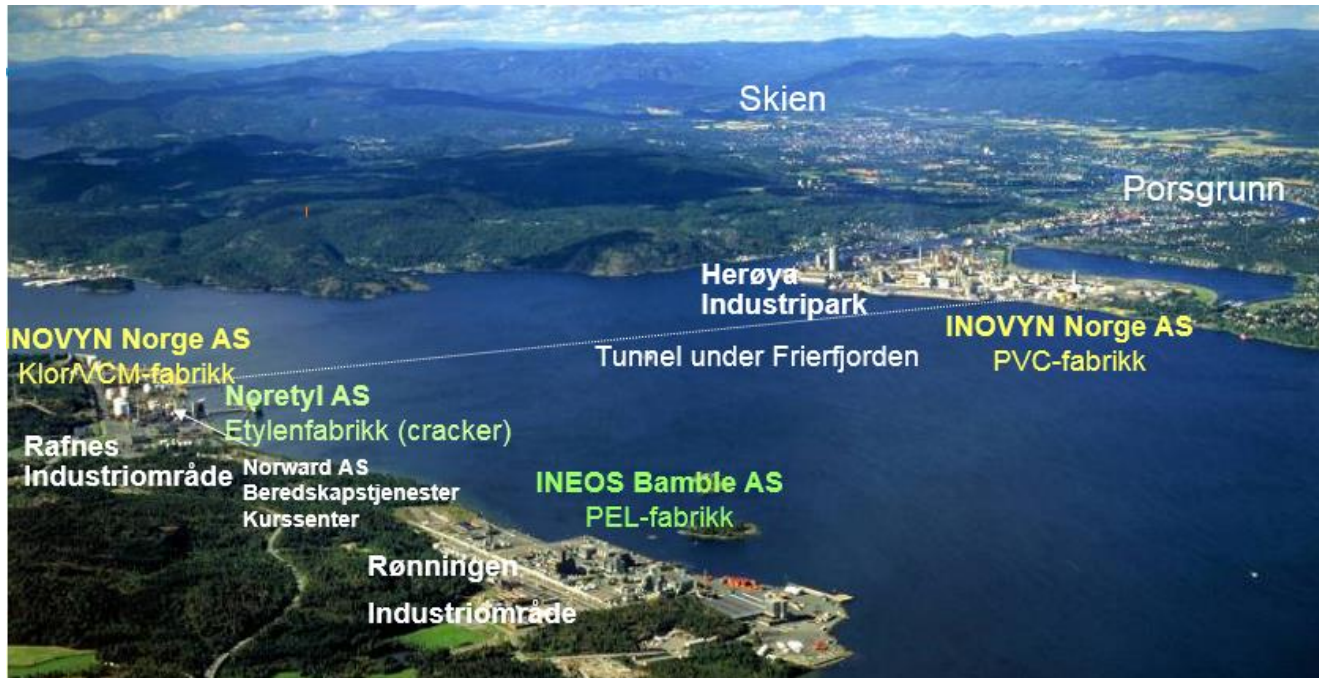 Skien
Porsgrunn
Herøya
Industripark
INOVYN Norge AS
PVC-fabrikk
Tunnel under Frierfjorden
INOVYN Norge AS
Klor/VCM-fabrikk
Noretyl AS
Etylenfabrikk (cracker)
Rafnes
Industriområde
Norward AS
Beredskapstjenester
Kurssenter
INEOS Bamble AS
PEL-fabrikk
Rønningen
Industriområde